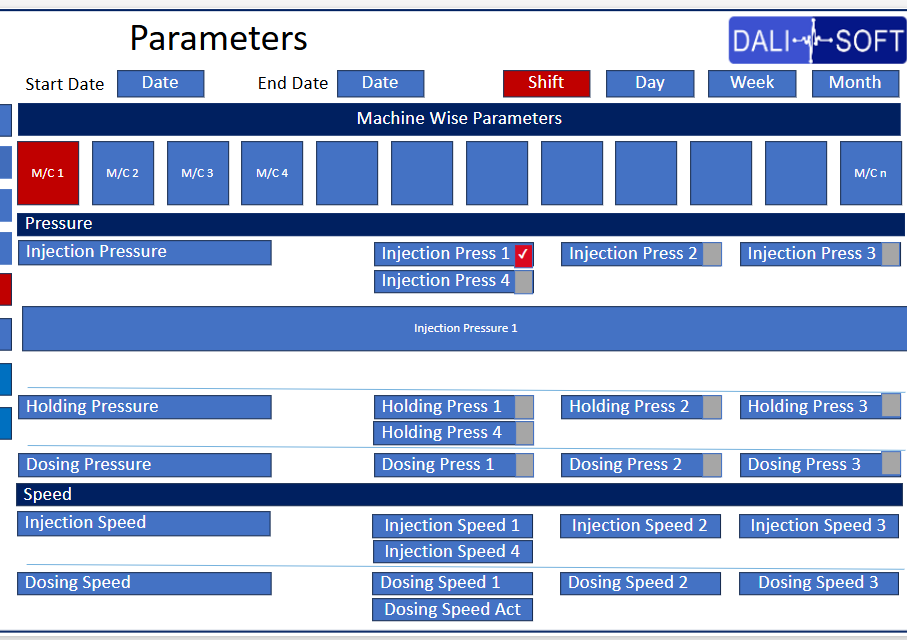 Parameters
DALI SOFT
Start Date Date End Date Date Shift Day Week Month
Machine Wise Parameters
M/C 1 M/C 2 M/C 3 M/C 4 M/C n
Pressure
Injection Pressure Injection Press 1 Injection Press 2 Injection Press 3
Injection Press 4
Injection Pressure 1
Holding Pressure Holding Press 1 Holding Press 2 Holding Press 3
Holding Press 4
Dosing Pressure Dosing Press 1 Dosing Press 2 Dosing Press 3
Speed
Injection Speed Injection Speed 1 Injection Speed 2 Injection Speed 3
Injection Speed 4
Dosing Speed Dosing Speed 1 Dosing Speed 2 Dosing Speed 3
Dosing Speed Act